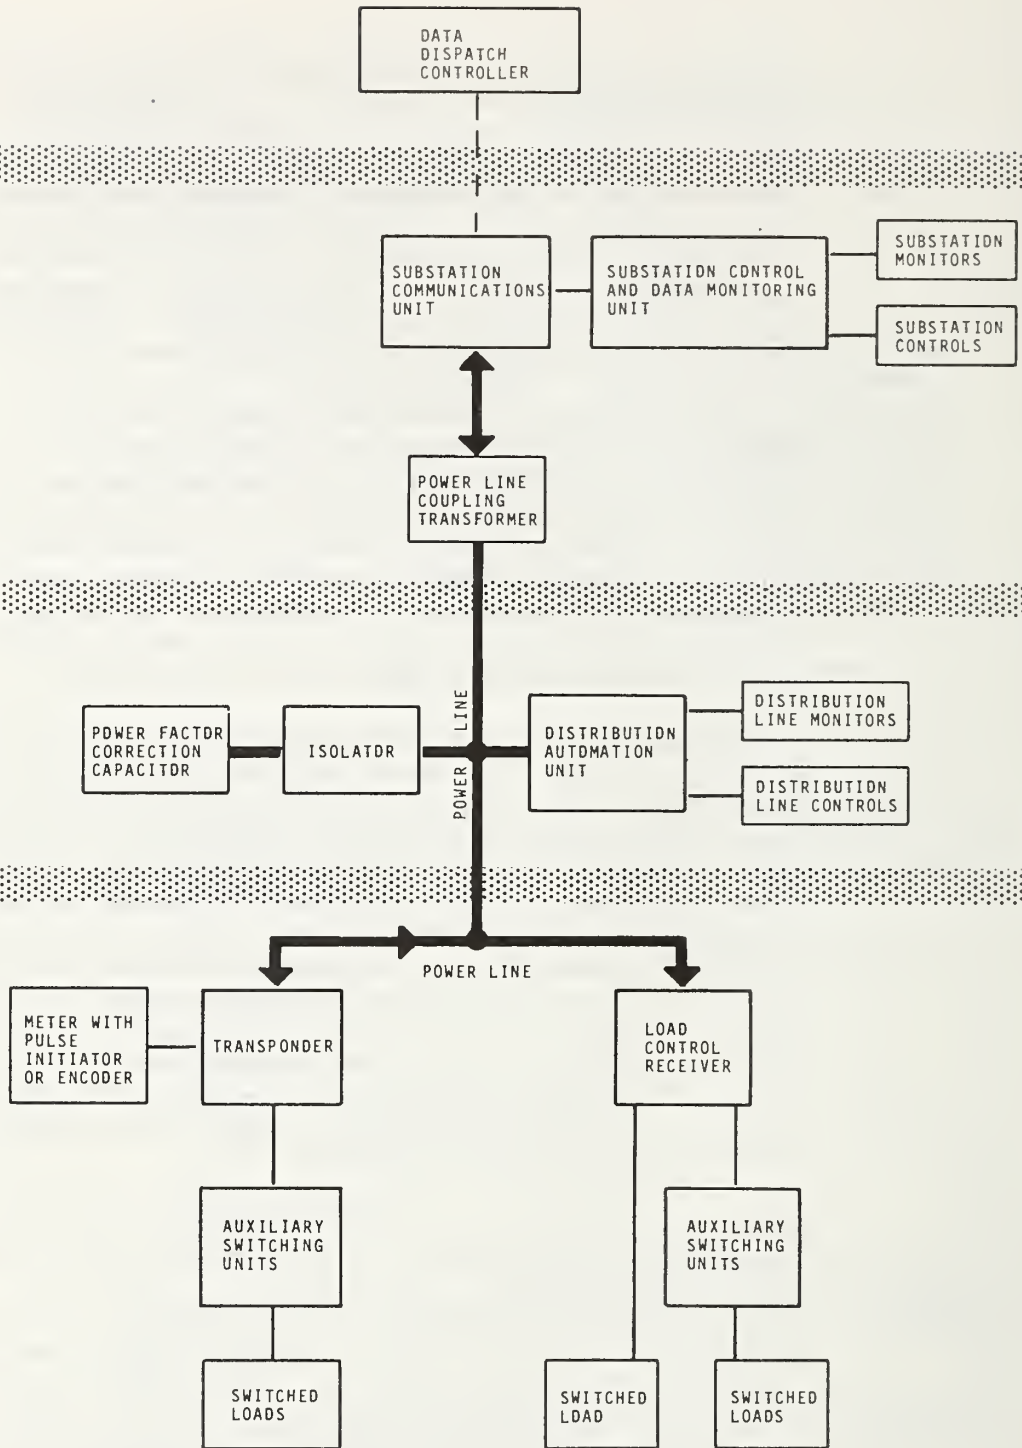 DATA
DISPATCH
CONTROLLER
SUBSTATION
COMMUNICATIONS
UNIT
SUBSTATION CONTROL
AND DATA MONITORING
UNIT
SUBSTATION
MONITORS
SUBSTATION
CONTROLS
POWER LINE
COUPLING
TRANSFORMER
POWER FACTOR
CORRECTION
CAPACITOR
ISOLATOR
POWER LINE
DISTRIBUTION
AUTOMATION
UNIT
DISTRIBUTION
LINE MONITORS
DISTRIBUTION
LINE CONTROLS
POWER LINE
METER WITH
PULSE
INITIATOR
OR ENCODER
TRANSPONDER
LOAD
CONTROL
RECEIVER
AUXILIARY
SWITCHING
UNITS
AUXILIARY
SWITCHING
UNITS
SWITCHED
LOADS
SWITCHED
LOAD
SWITCHED
LOADS